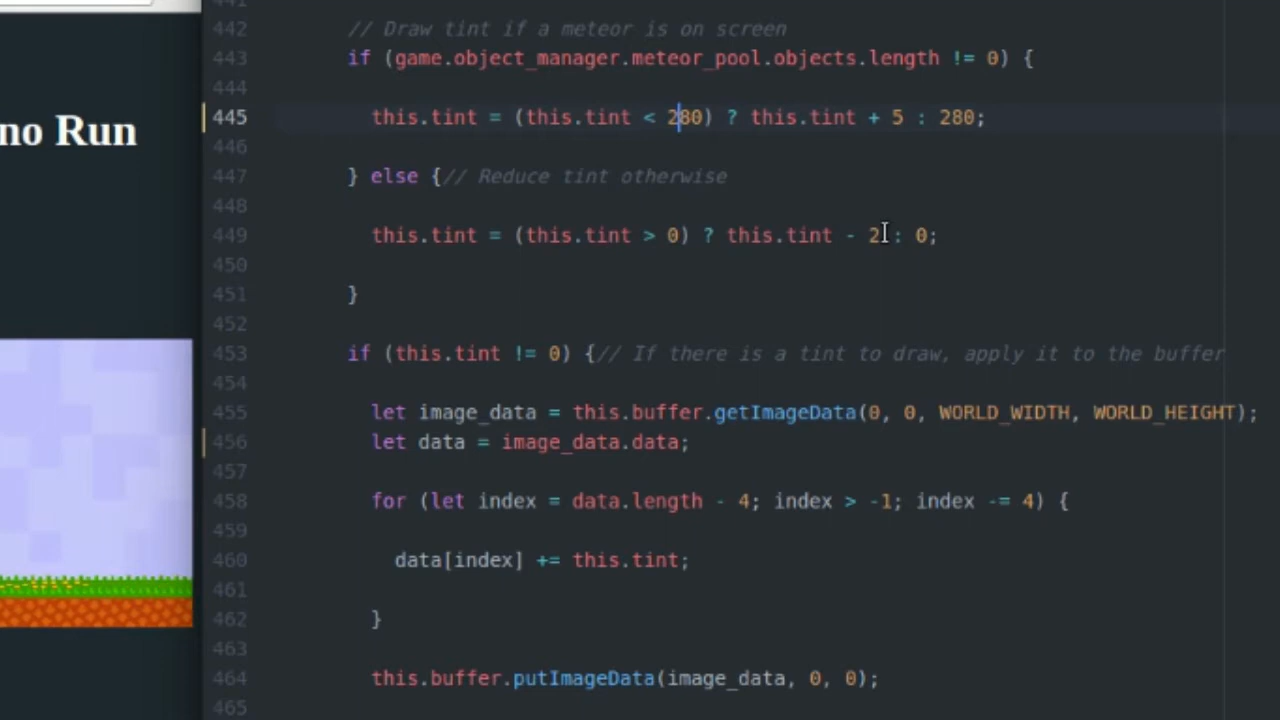 no Run
441
442 // Draw tint if a meteor is on screen
443 if (game.object_manager.meteor_pool.objects.length != 0) {
444
445 this.tint = (this.tint < 280) ? this.tint + 5 : 280;
446
447 } else {// Reduce tint otherwise
448
449 this.tint = (this.tint > 0) ? this.tint - 2 : 0;
450
451 }
452
453 if (this.tint != 0) {// If there is a tint to draw, apply it to the buffer
454
455 let image_data = this.buffer.getImageData(0, 0, WORLD_WIDTH, WORLD_HEIGHT);
456 let data = image_data.data;
457
458 for (let index = data.length - 4; index > -1; index -= 4) {
459
460 data[index] += this.tint;
461
462 }
463
464 this.buffer.putImageData(image_data, 0, 0);
465